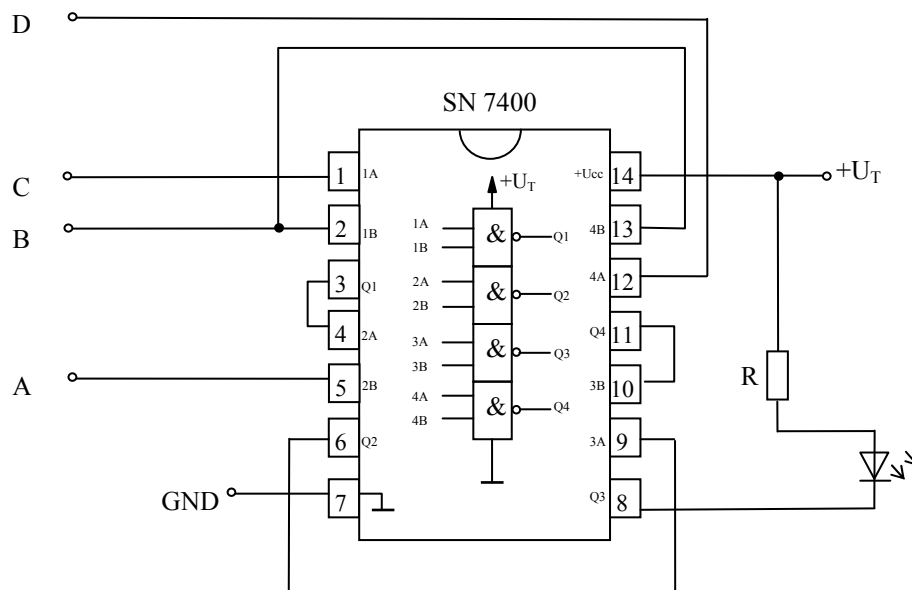 D
SN 7400
C
1 1A
+Ucc 14
+U_T
+U_T
B
2 1B
4B 13
1A
1B
&
Q1
3 Q1
4A 12
2A
2B
&
Q2
4 2A
Q4 11
3A
3B
&
Q3
A
5 2B
3B 10
R
4A
4B
&
Q4
6 Q2
3A 9
GND
7
Q3 8